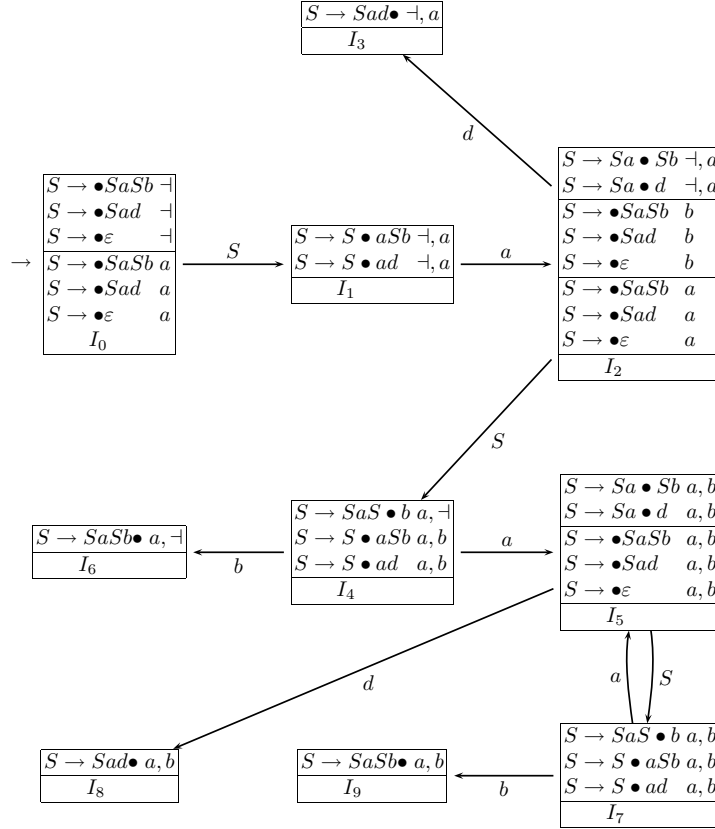 S → Sad• ⊣, a
I₃
d
S → •SaSb ⊣
S → •Sad ⊣
S → •ε ⊣
S → •SaSb a
S → •Sad a
S → •ε a
I₀
→
S
S → S • aSb ⊣, a
S → S • ad ⊣, a
I₁
a
S → Sa • Sb ⊣, a
S → Sa • d ⊣, a
S → •SaSb b
S → •Sad b
S → •ε b
S → •SaSb a
S → •Sad a
S → •ε a
I₂
S
S → SaSb• a, ⊣
I₆
b
S → SaS • b a, ⊣
S → S • aSb a, b
S → S • ad a, b
I₄
a
S → Sa • Sb a, b
S → Sa • d a, b
S → •SaSb a, b
S → •Sad a, b
S → •ε a, b
I₅
d
a
S
S → Sad• a, b
I₈
S → SaSb• a, b
I₉
b
S → SaS • b a, b
S → S • aSb a, b
S → S • ad a, b
I₇